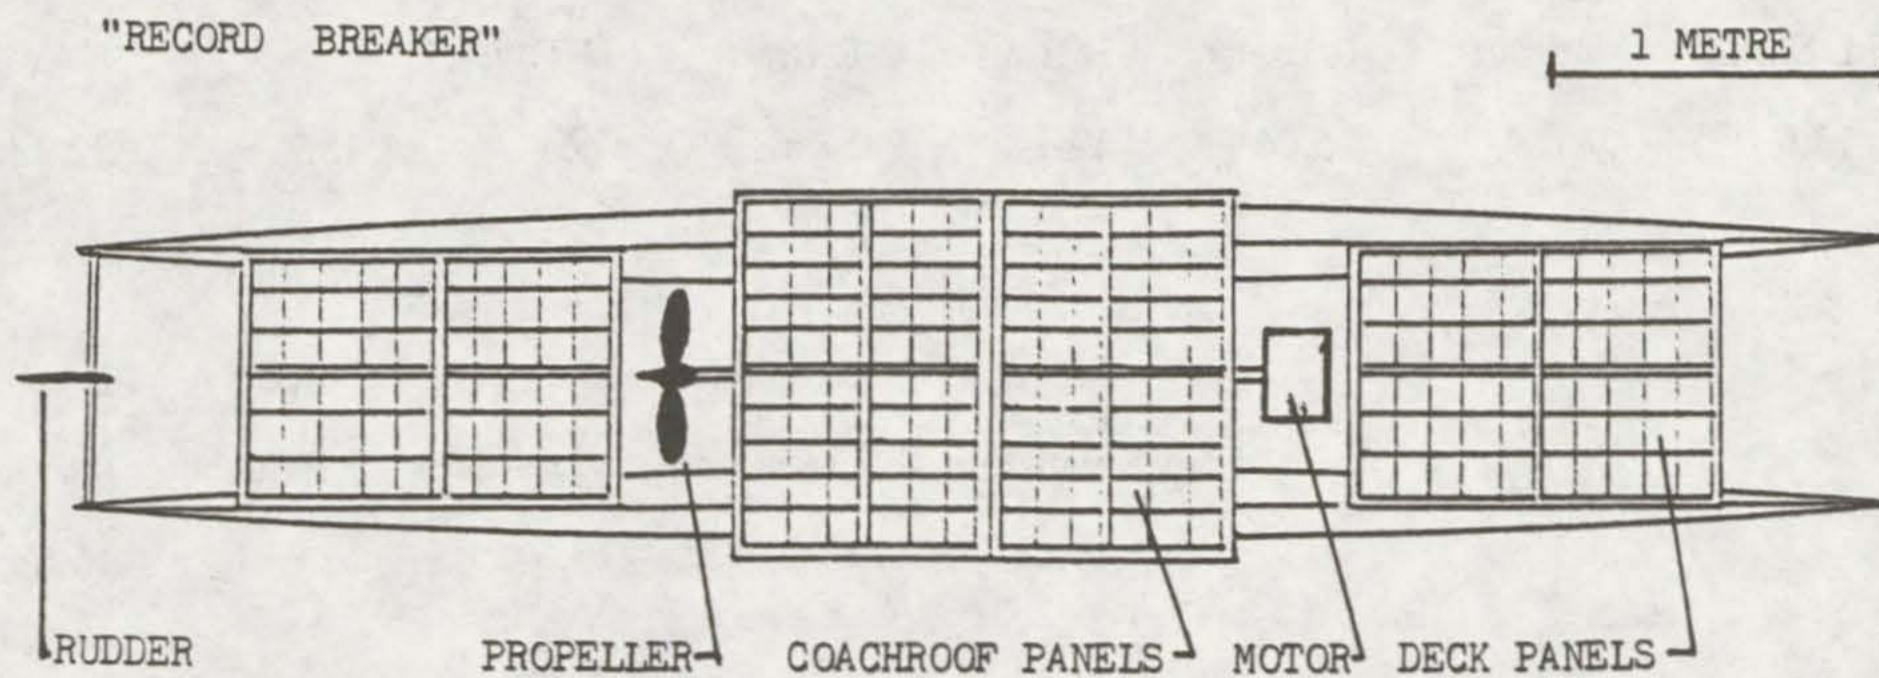 "RECORD BREAKER"
1 METRE
RUDDER
PROPELLER
COACHROOF PANELS
MOTOR
DECK PANELS